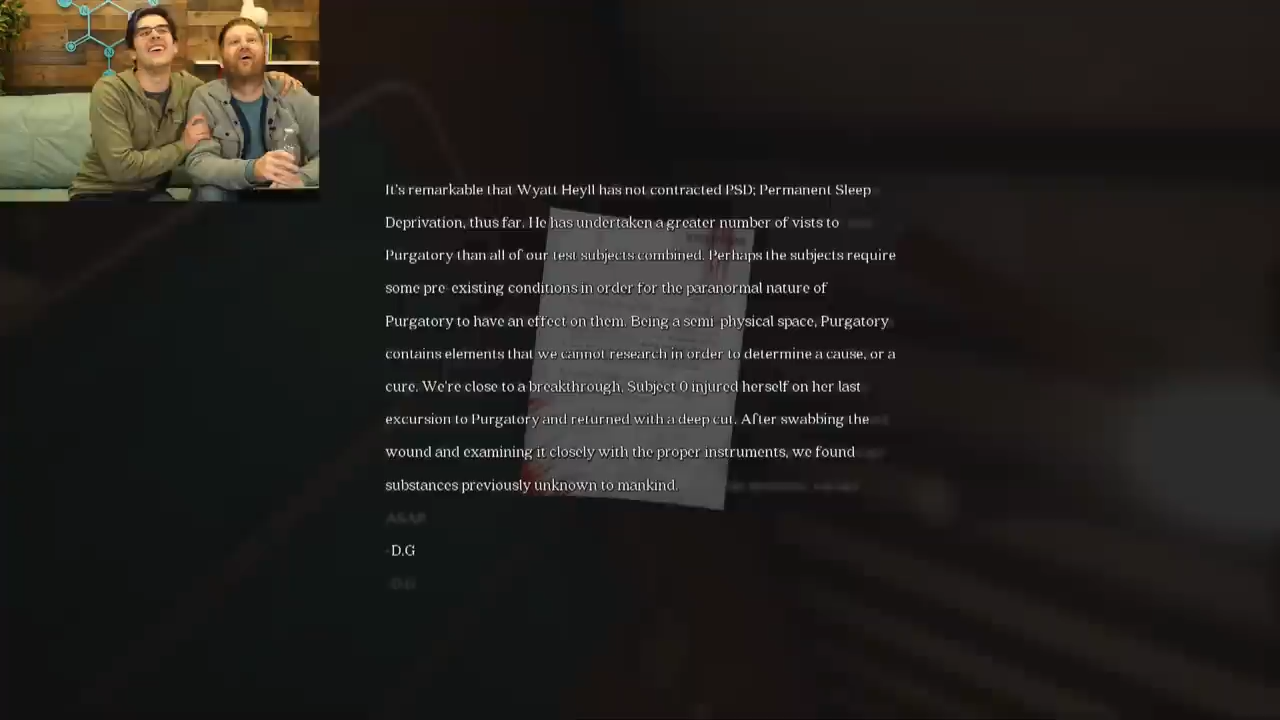 It's remarkable that Wyatt Heyll has not contracted PSD; Permanent Sleep
Deprivation, thus far. He has undertaken a greater number of vists to
Purgatory than all of our test subjects combined. Perhaps the subjects require
some pre-existing conditions in order for the paranormal nature of
Purgatory to have an effect on them. Being a semi-physical space, Purgatory
contains elements that we cannot research in order to determine a cause, or a
cure. We're close to a breakthrough, Subject 0 injured herself on her last
excursion to Purgatory and returned with a deep cut. After swabbing the
wound and examining it closely with the proper instruments, we found
substances previously unknown to mankind.
ASAP
-D.G
-D.G